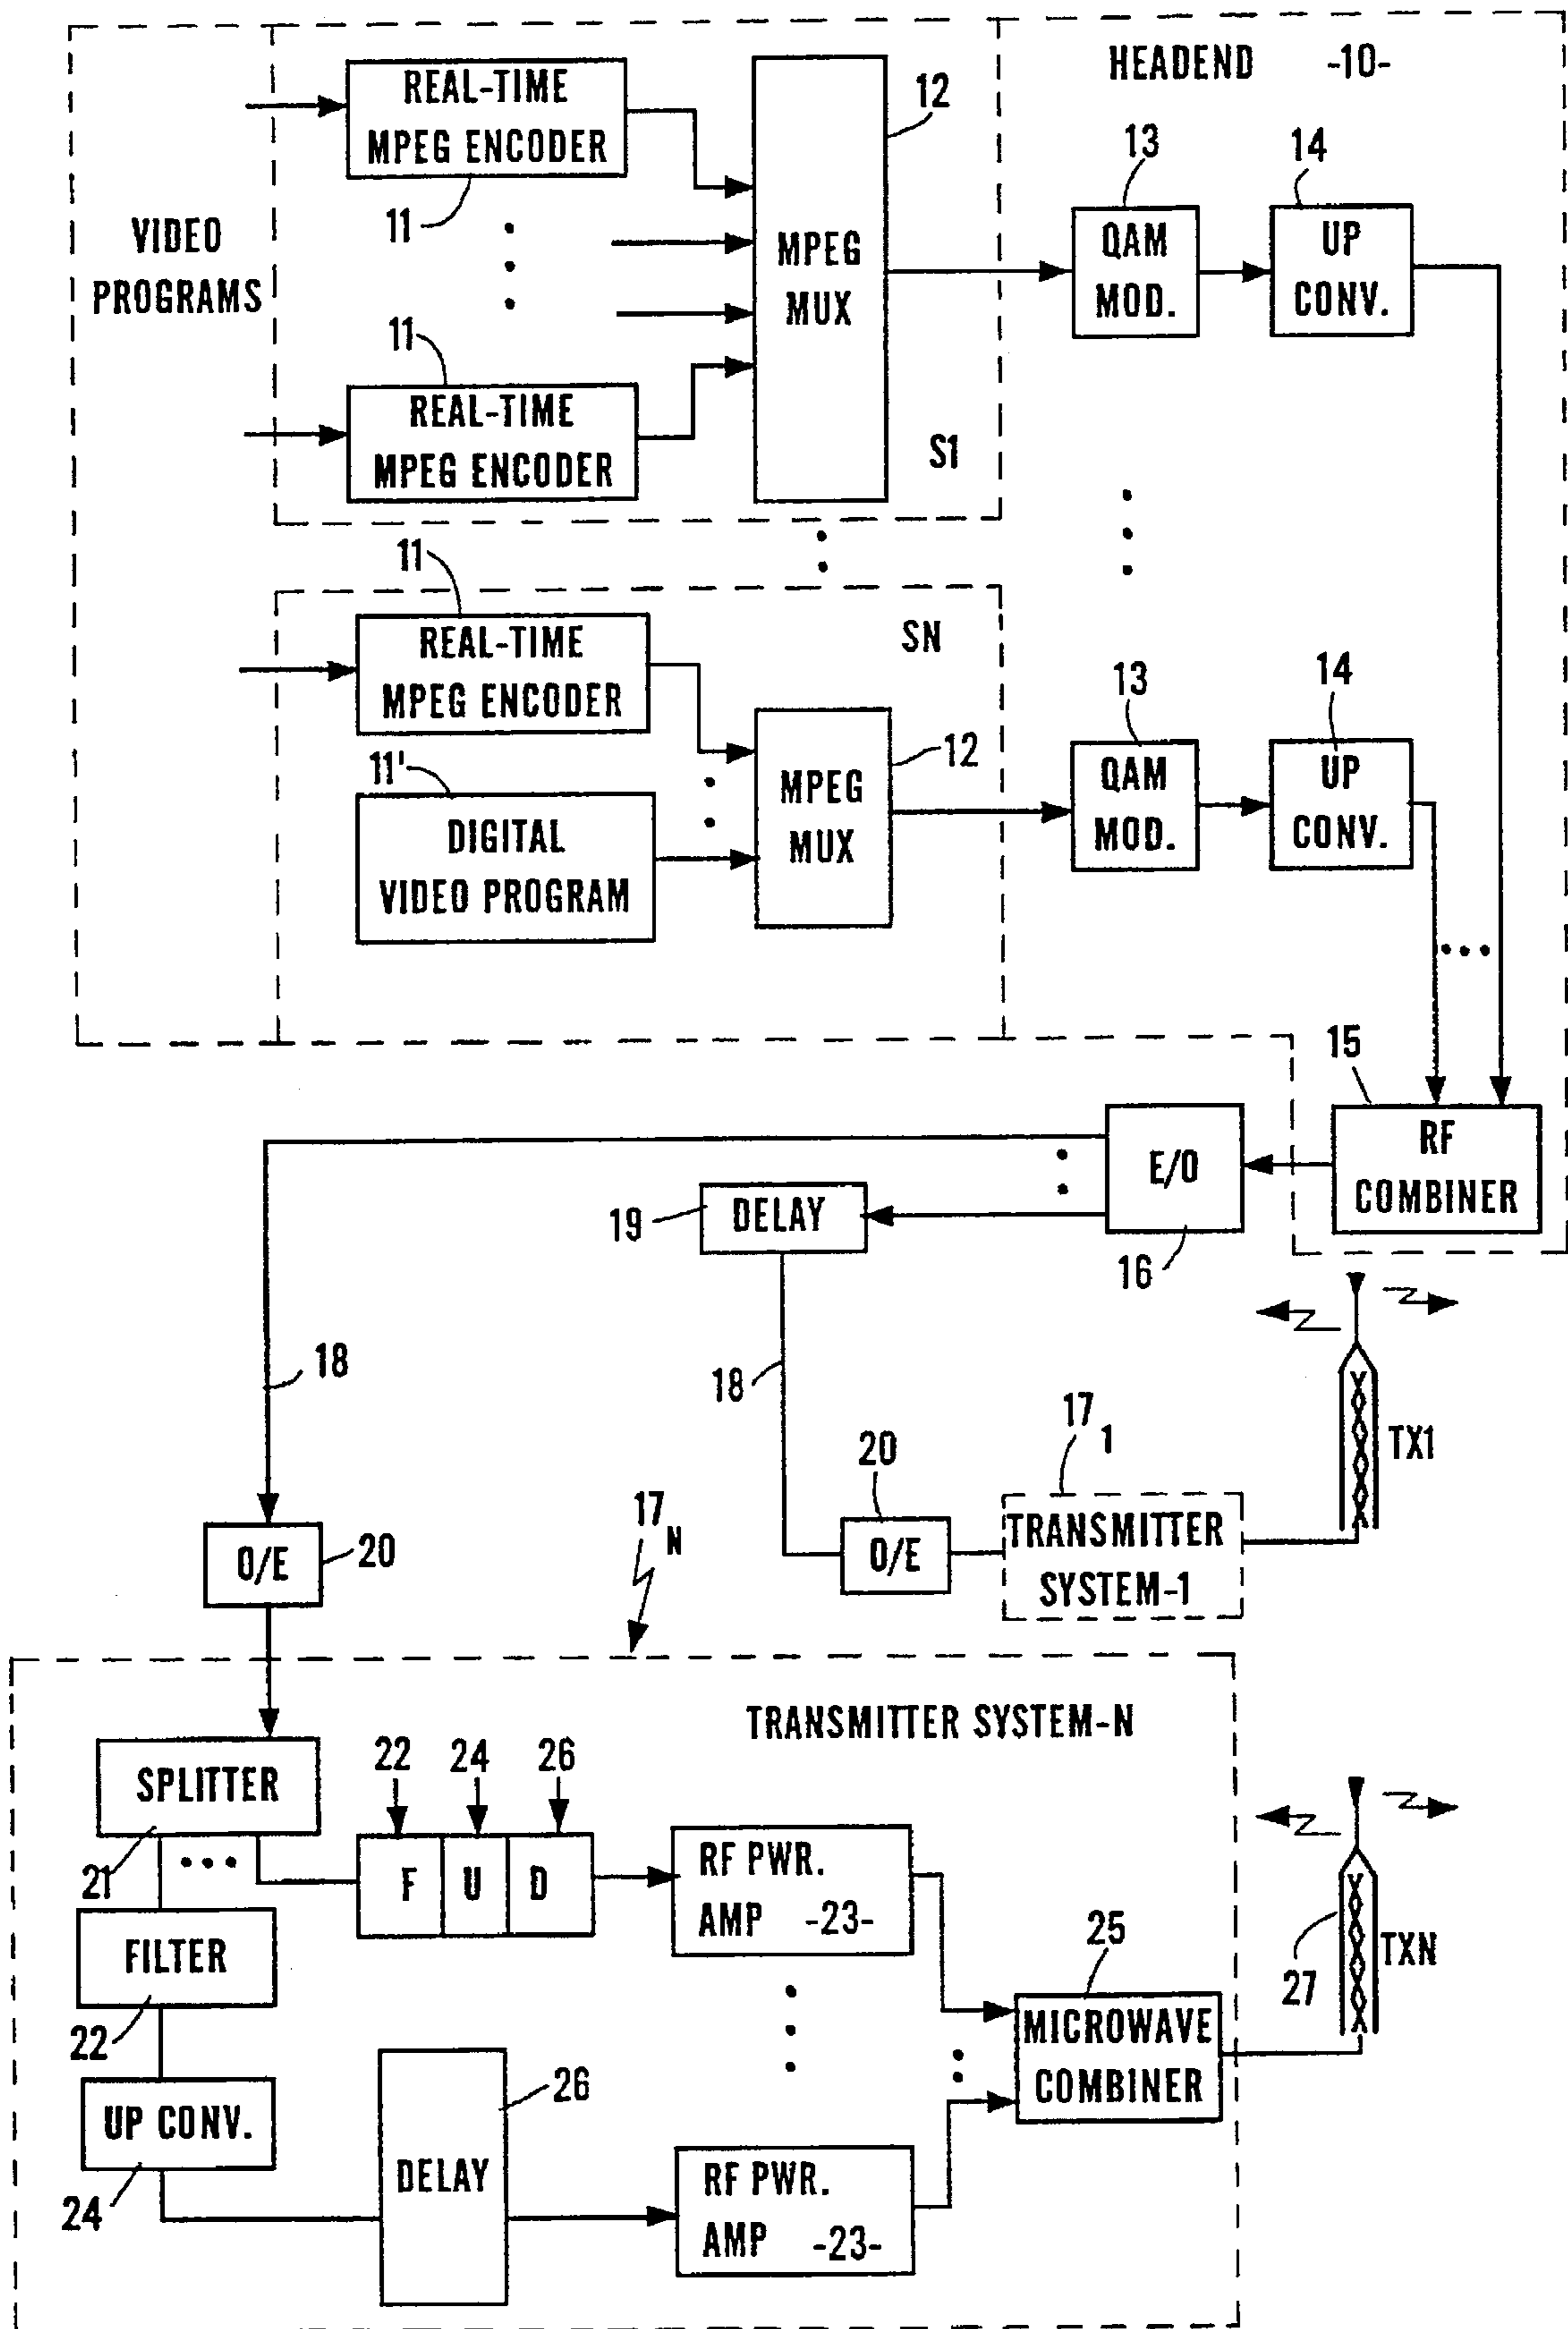 HEADEND -10-
REAL-TIME
MPEG ENCODER
11
12
13
14
VIDEO
PROGRAMS
MPEG
MUX
QAM
MOD.
UP
CONV.
11
REAL-TIME
MPEG ENCODER
S1
11
REAL-TIME
MPEG ENCODER
SN
11'
DIGITAL
VIDEO PROGRAM
MPEG
MUX
12
13
QAM
MOD.
14
UP
CONV.
15
RF
COMBINER
E/O
16
19
DELAY
18
18
20
O/E
17 1
TRANSMITTER
SYSTEM-1
TX1
O/E
20
17 N
TRANSMITTER SYSTEM-N
SPLITTER
21
22
24
26
F U D
RF PWR.
AMP -23-
FILTER
22
UP CONV.
24
DELAY
26
RF PWR.
AMP -23-
25
MICROWAVE
COMBINER
27
TXN